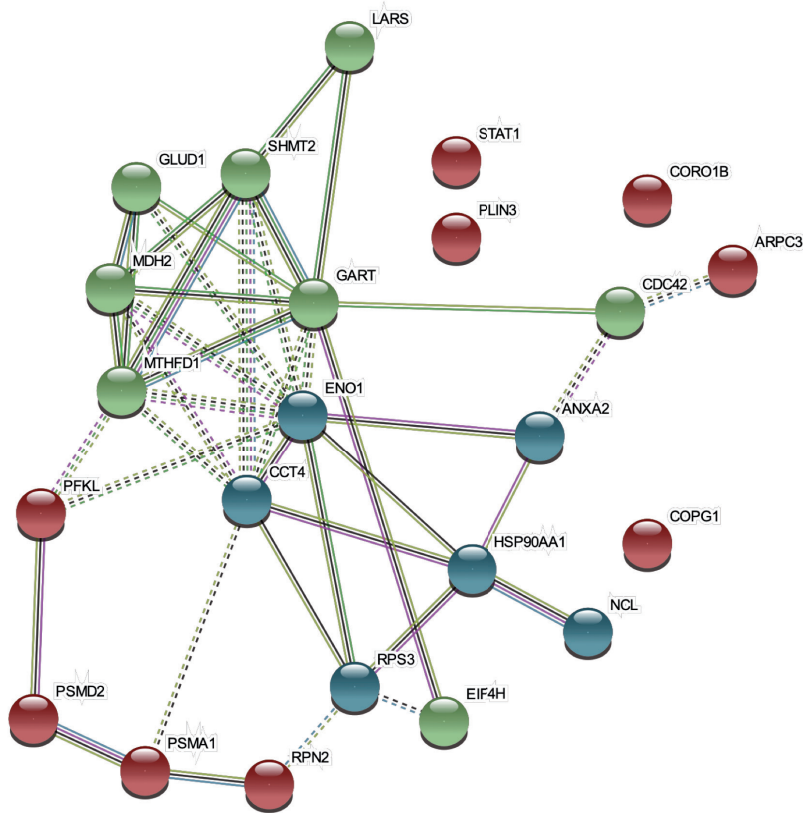 LARS
STAT1
SHMT2
GLUD1
CORO1B
PLIN3
ARPC3
MDH2
GART
CDC42
MTHFD1
ENO1
ANXA2
CCT4
PFKL
COPG1
HSP90AA1
NCL
RPS3
EIF4H
PSMD2
PSMA1
RPN2